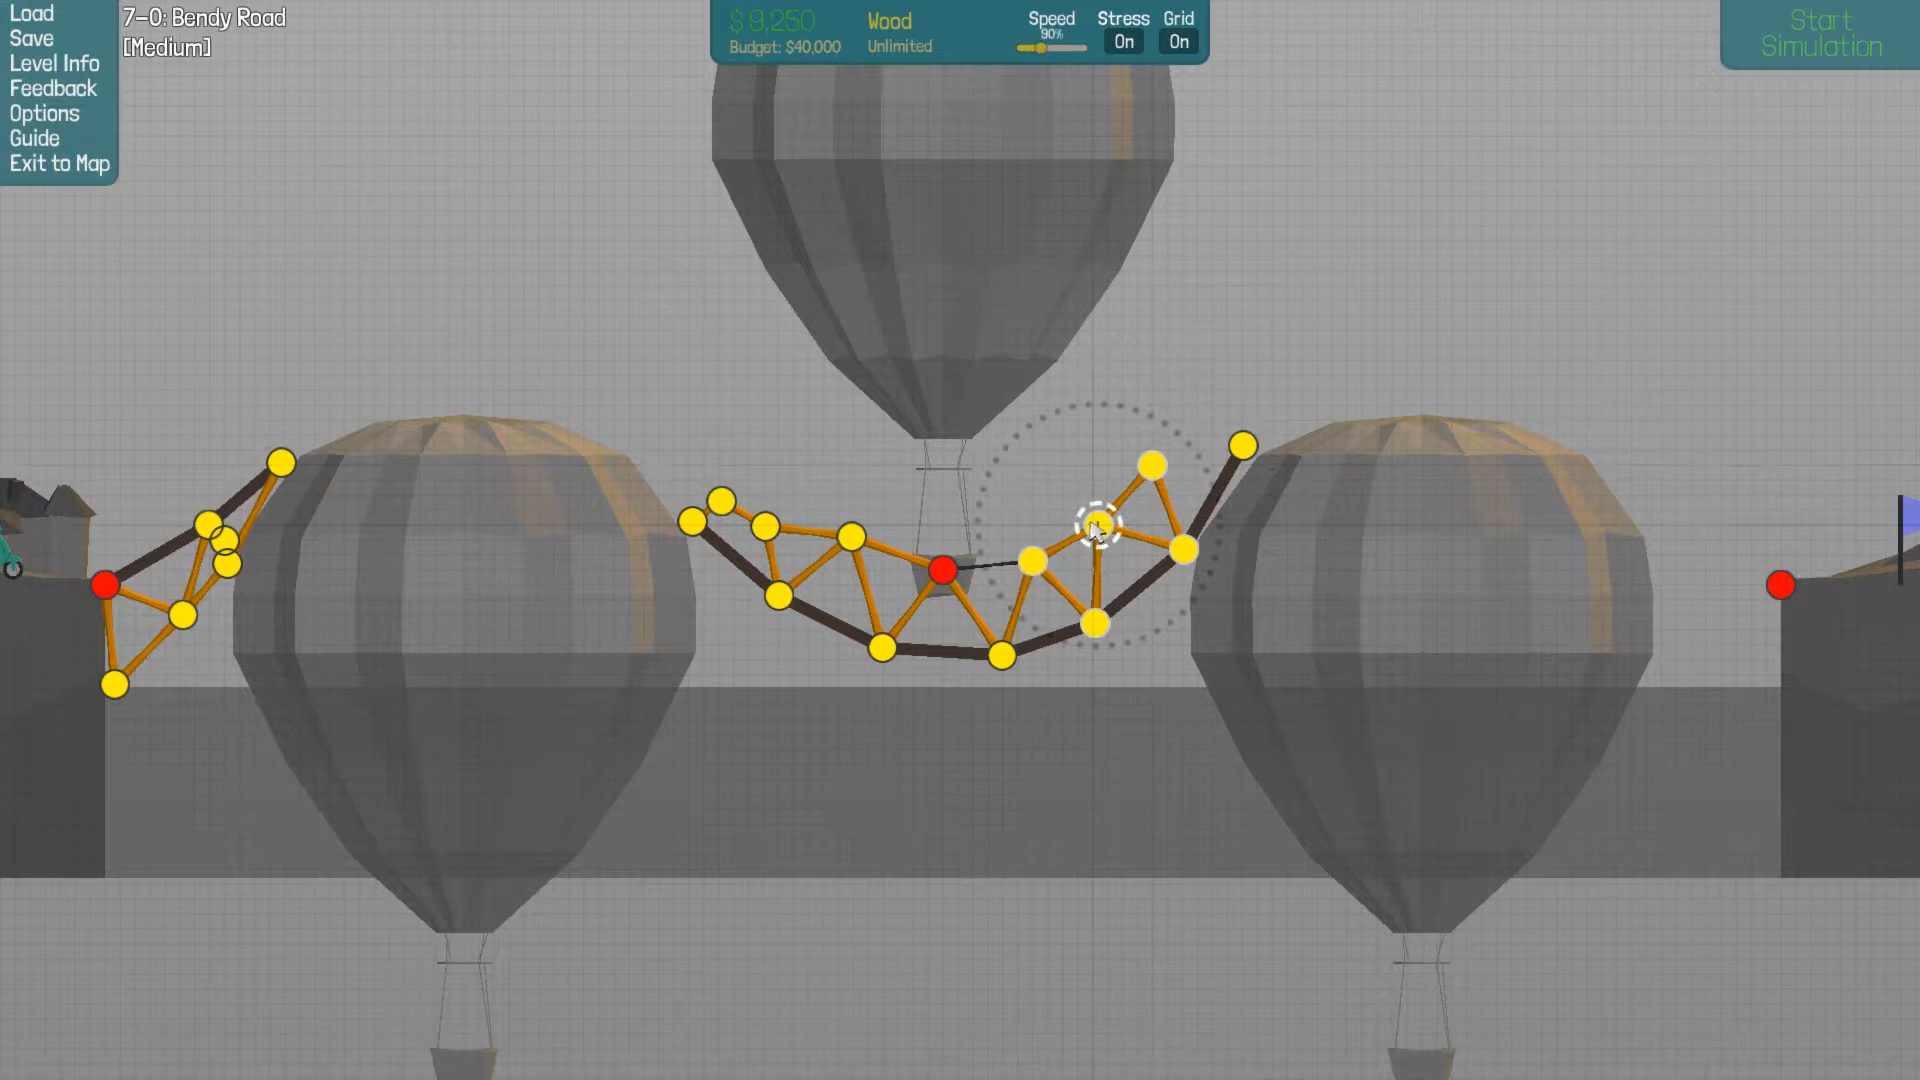 Load
Save
Level Info
Feedback
Options
Guide
Exit to Map
7-0: Bendy Road
[Medium]
$9,250
Budget: $40,000
Wood
Unlimited
Speed
90%
Stress
On
Grid
On
Start
Simulation